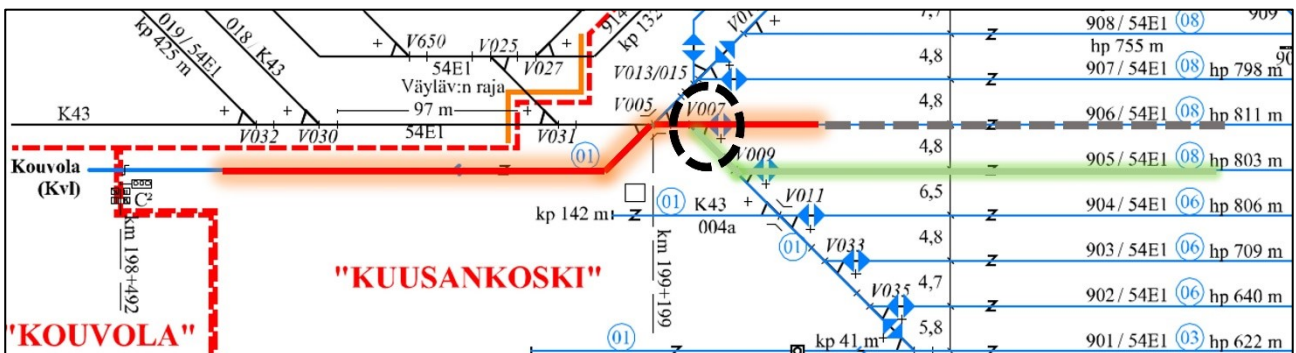 019 / 54E1
kp 425 m
018 / K43
V650
54E1
V025
V027
914
kp 132
Väyläv:n raja
97 m
V013/015
V005
V007
908 / 54E1 (08)
hp 755 m
909
4,8
907 / 54E1 (08) hp 798 m
4,8
906 / 54E1 (08) hp 811 m
4,8
K43
V032
V030
54E1
V031
V009
905 / 54E1 (08) hp 803 m
Kouvola
(Kvl)
01
C²
6,5
kp 142 m
01
K43
004a
V011
904 / 54E1 (06) hp 806 m
4,8
km 198+492
km 199+199
01
V033
903 / 54E1 (06) hp 709 m
"KUUSANKOSKI"
4,7
V035
902 / 54E1 (06) hp 640 m
"KOUVOLA"
5,8
01
kp 41 m
901 / 54E1 (03) hp 622 m